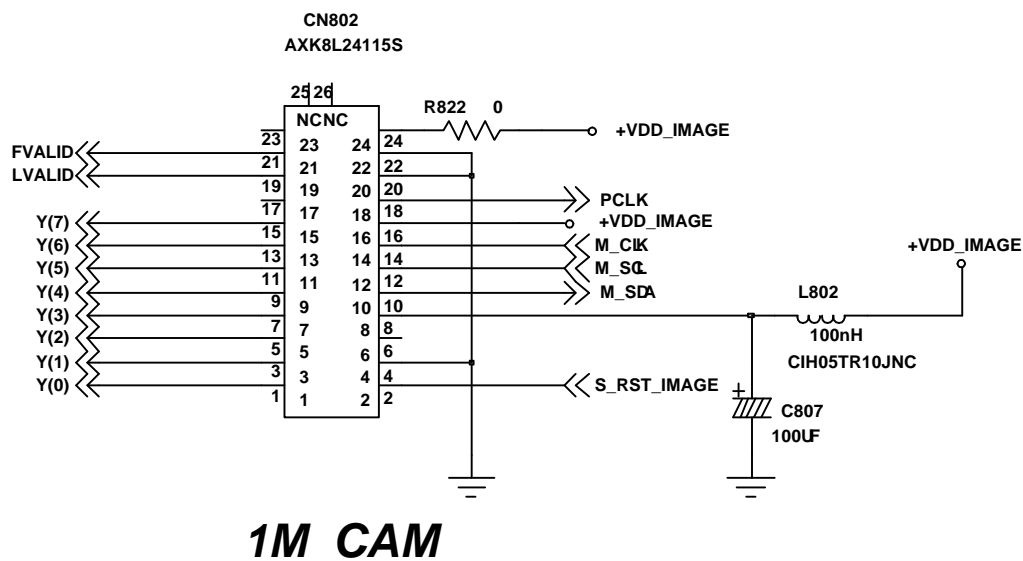 CN802
AXK8L24115S
25 26
NCNC
R822 0
+VDD_IMAGE
23 23 24 24
FVALID
21 21 22 22
LVALID
19 19 20 20 PCLK
17 17 18 18 +VDD_IMAGE
Y(7)
15 15 16 16 M_CLK
Y(6)
13 13 14 14 M_SCL
Y(5)
11 11 12 12 M_SDA
Y(4)
9 9 10 10
Y(3)
7 7 8 8
Y(2)
5 5 6 6
Y(1)
3 3 4 4 S_RST_IMAGE
Y(0)
1 1 2 2
+VDD_IMAGE
L802
100nH
CIH05TR10JNC
+
C807
100UF
1M CAM